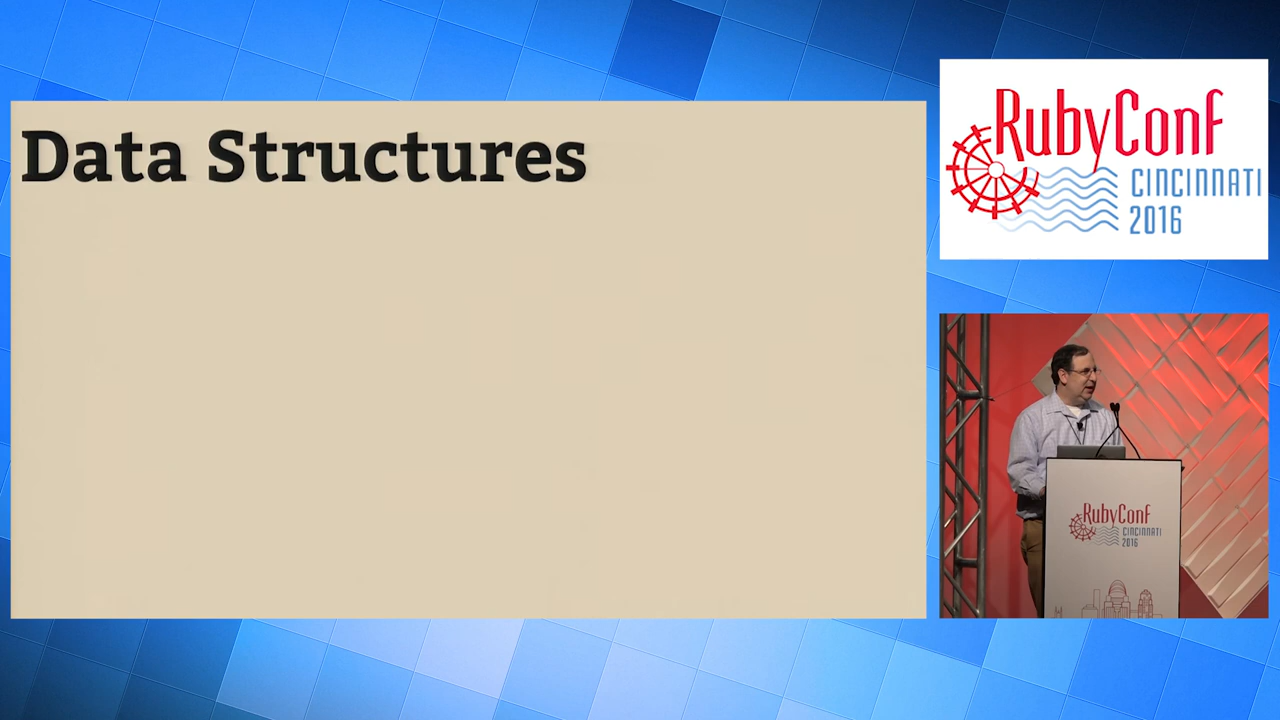 Data Structures
RubyConf
CINCINNATI
2016
RubyConf
CINCINNATI
2016